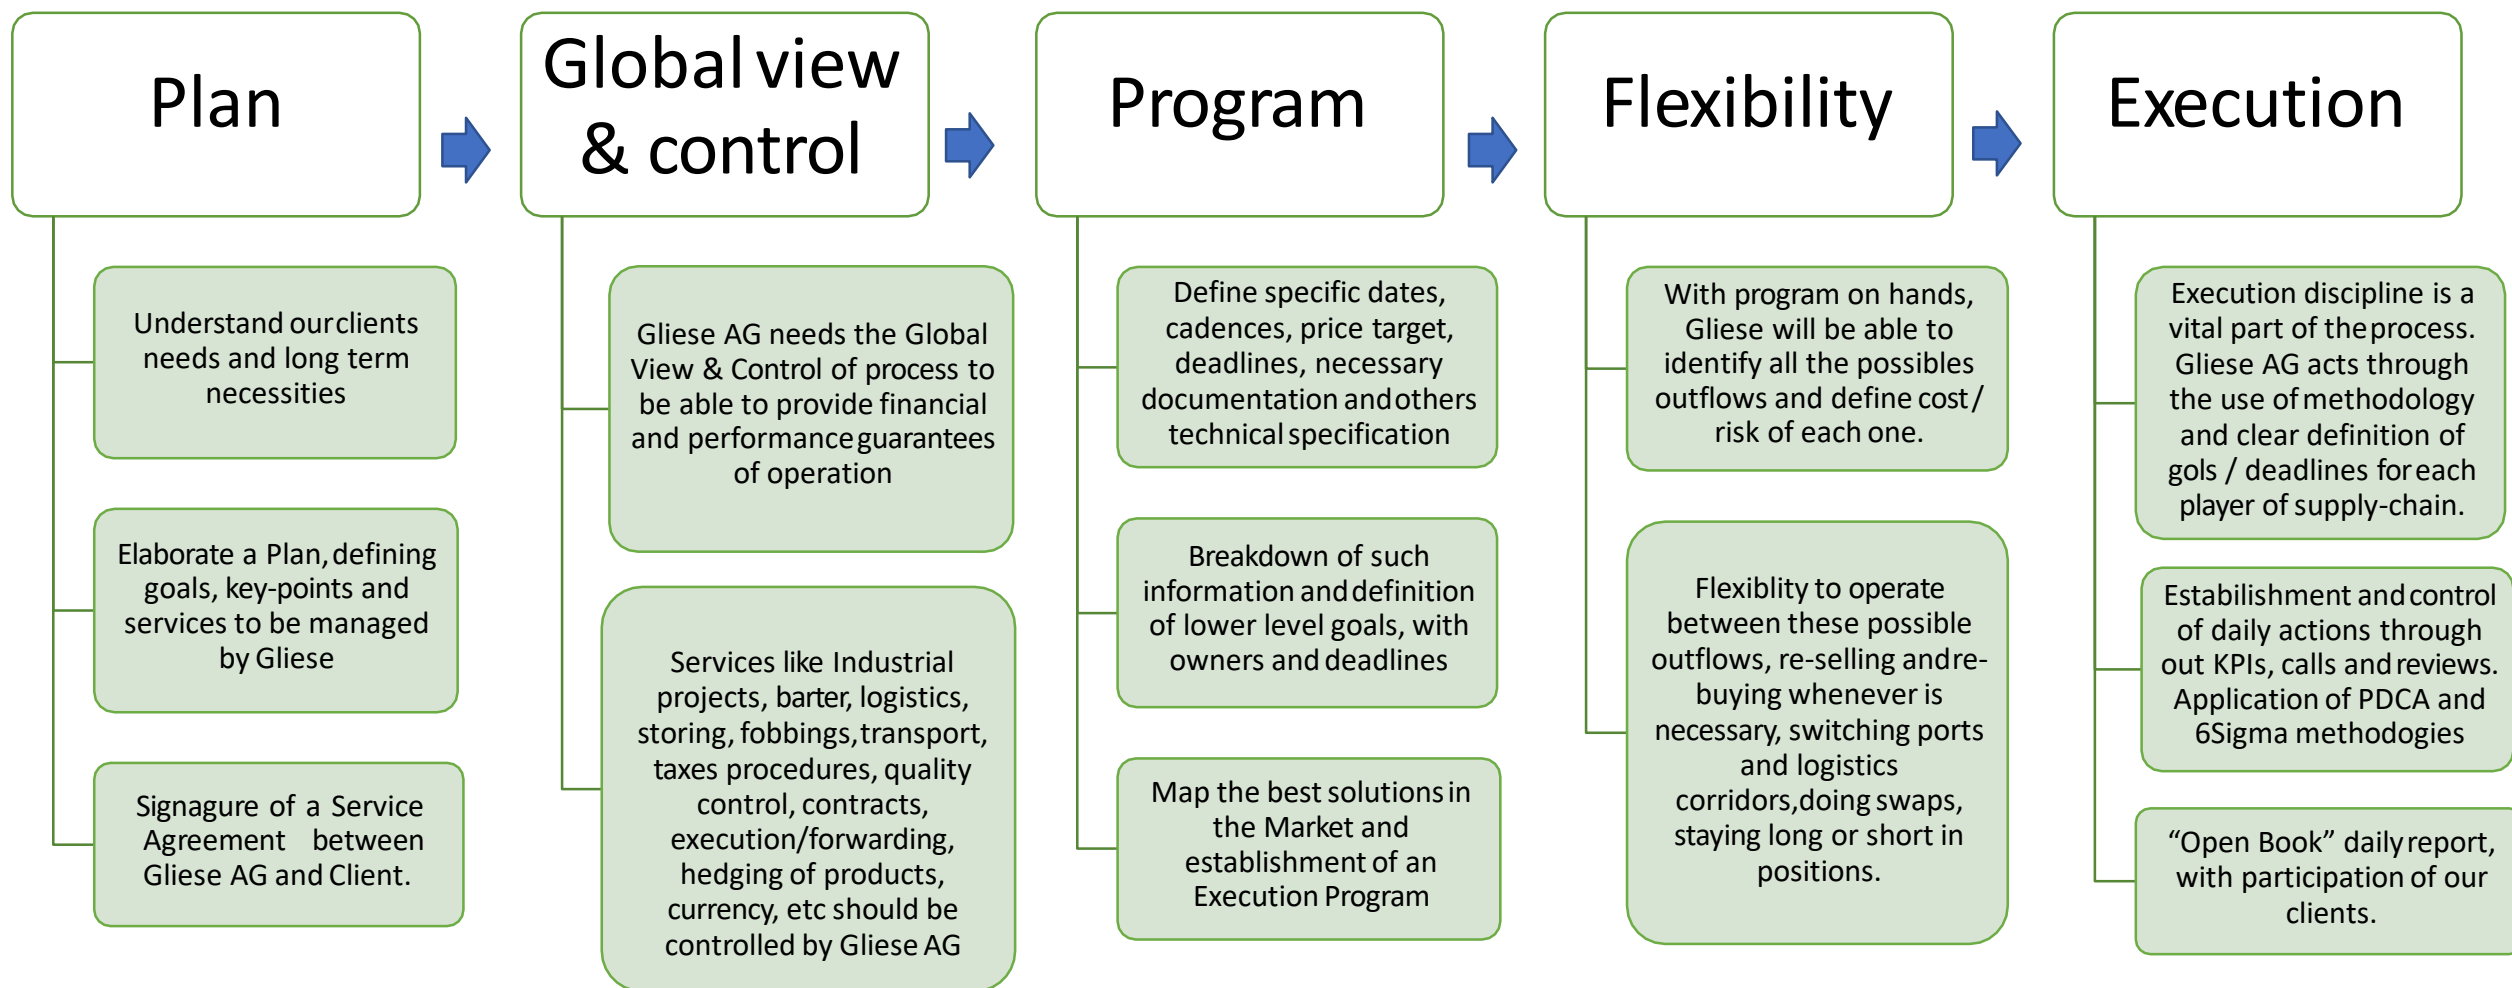 Plan
Understand our clients
needs and long term
necessities
Elaborate a Plan, defining
goals, key-points and
services to be managed
by Gliese
Signagure of a Service
Agreement between
Gliese AG and Client.
Global view
& control
Gliese AG needs the Global
View & Control of process to
be able to provide financial
and performance guarantees
of operation
Services like Industrial
projects, barter, logistics,
storing, fobbings, transport,
taxes procedures, quality
control, contracts,
execution/forwarding,
hedging of products,
currency, etc should be
controlled by Gliese AG
Program
Define specific dates,
cadences, price target,
deadlines, necessary
documentation and others
technical specification
Breakdown of such
information and definition
of lower level goals, with
owners and deadlines
Map the best solutions in
the Market and
establishment of an
Execution Program
Flexibility
With program on hands,
Gliese will be able to
identify all the possibles
outflows and define cost/
risk of each one.
Flexiblity to operate
between these possible
outflows, re-selling and re-
buying whenever is
necessary, switching ports
and logistics
corridors, doing swaps,
staying long or short in
positions.
Execution
Execution discipline is a
vital part of the process.
Gliese AG acts through
the use of methodology
and clear definition of
gols / deadlines for each
player of supply-chain.
Estabilishment and control
of daily actions through
out KPIs, calls and reviews.
Application of PDCA and
6Sigma methodogies
“Open Book” daily report,
with participation of our
clients.